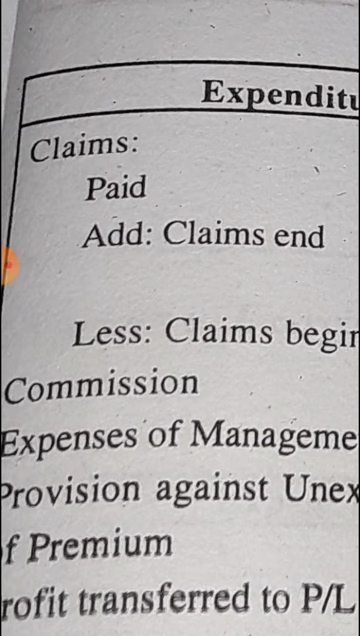 Expenditu
Claims:
Paid
Add: Claims end
Less: Claims begin
Commission
Expenses of Manageme
Provision against Unex
f Premium
rofit transferred to P/L